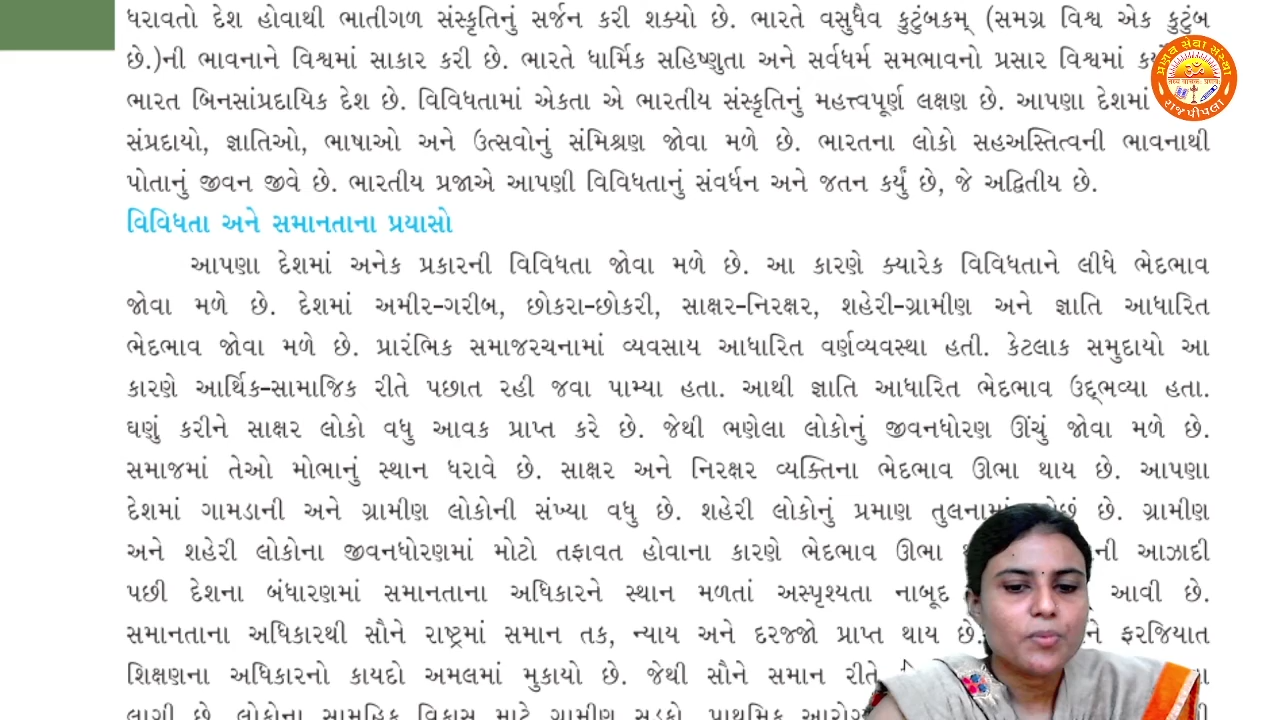 ધરાવતો દેશ હોવાથી ભાતીગળ સંસ્કૃતિનું સર્જન કરી શક્યો છે. ભારતે વસુધૈવ કુટુંબકમ્ (સમગ્ર વિશ્વ એક કુટુંબ
છે.)ની ભાવનાને વિશ્વમાં સાકાર કરી છે. ભારતે ધાર્મિક સહિષ્ણુતા અને સર્વધર્મ સમભાવનો પ્રસાર વિશ્વમાં
ભારત બિનસાંપ્રદાયિક દેશ છે. વિવિધતામાં એકતા એ ભારતીય સંસ્કૃતિનું મહત્ત્વપૂર્ણ લક્ષણ છે. આપણા દેશમાં
સંપ્રદાયો, જ્ઞાતિઓ, ભાષાઓ અને ઉત્સવોનું સંમિશ્રણ જોવા મળે છે. ભારતના લોકો સહઅસ્તિત્વની ભાવનાથી
પોતાનું જીવન જીવે છે. ભારતીય પ્રજાએ આપણી વિવિધતાનું સંવર્ધન અને જતન કર્યું છે, જે અદ્વિતીય છે.
વિવિધતા અને સમાનતાના પ્રયાસો
આપણા દેશમાં અનેક પ્રકારની વિવિધતા જોવા મળે છે. આ કારણે ક્યારેક વિવિધતાને લીધે ભેદભાવ
જોવા મળે છે. દેશમાં અમીર-ગરીબ, છોકરા-છોકરી, સાક્ષર-નિરક્ષર, શહેરી-ગ્રામીણ અને જ્ઞાતિ આધારિત
ભેદભાવ જોવા મળે છે. પ્રારંભિક સમાજરચનામાં વ્યવસાય આધારિત વર્ણવ્યવસ્થા હતી. કેટલાક સમુદાયો આ
કારણે આર્થિક-સામાજિક રીતે પછાત રહી જવા પામ્યા હતા. આથી જ્ઞાતિ આધારિત ભેદભાવ ઉદ્ભવ્યા હતા.
ઘણું કરીને સાક્ષર લોકો વધુ આવક પ્રાપ્ત કરે છે. જેથી ભણેલા લોકોનું જીવનધોરણ ઊંચું જોવા મળે છે.
સમાજમાં તેઓ મોભાનું સ્થાન ધરાવે છે. સાક્ષર અને નિરક્ષર વ્યક્તિના ભેદભાવ ઊભા થાય છે. આપણા
દેશમાં ગામડાની અને ગ્રામીણ લોકોની સંખ્યા વધુ છે. શહેરી લોકોનું પ્રમાણ તુલનામાં છે. ગ્રામીણ
અને શહેરી લોકોના જીવનધોરણમાં મોટો તફાવત હોવાના કારણે ભેદભાવ ઊભા આઝાદી
પછી દેશના બંધારણમાં સમાનતાના અધિકારને સ્થાન મળતાં અસ્પૃશ્યતા નાબૂદ આવી છે.
સમાનતાના અધિકારથી સૌને રાષ્ટ્રમાં સમાન તક, ન્યાય અને દરજ્જો પ્રાપ્ત થાય છે. ફરજિયાત
શિક્ષણના અધિકારનો કાયદો અમલમાં મુકાયો છે. જેથી સૌને સમાન રીતે
લાગી છે. લોકોના સામૂહિક વિકાસ માટે ગ્રામીણ સડકો, પ્રાથમિક
પ્રણવ સેવા સંસ્થા
રાજપીપલા